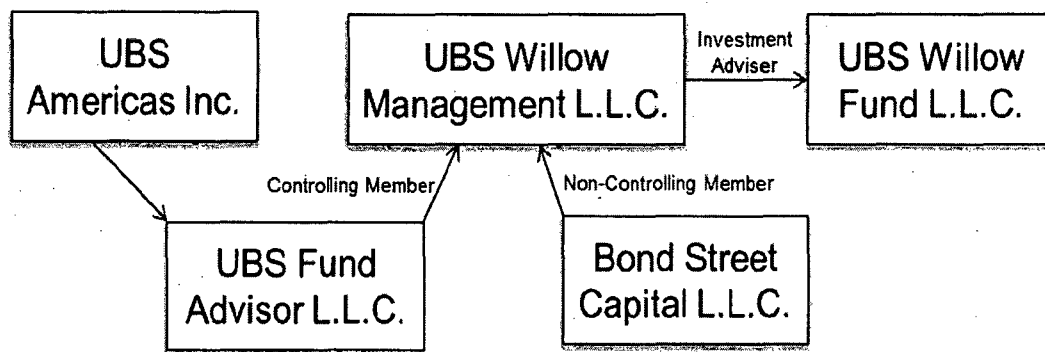 UBS
Americas Inc.
UBS Willow
Management L.L.C.
Investment
Adviser
UBS Willow
Fund L.L.C.
Controlling Member
Non-Controlling Member
UBS Fund
Advisor L.L.C.
Bond Street
Capital L.L.C.